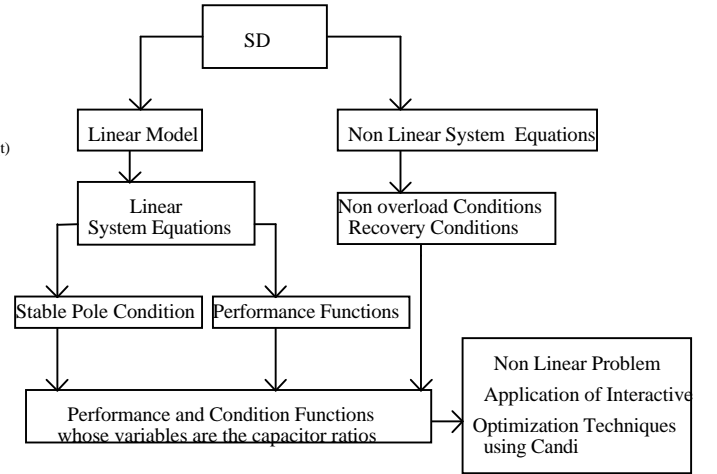 SD
t)
Linear Model
Non Linear System Equations
Linear
System Equations
Non overload Conditions
Recovery Conditions
Stable Pole Condition
Performance Functions
Performance and Condition Functions
whose variables are the capacitor ratios
Non Linear Problem
Application of Interactive
Optimization Techniques
using Candi